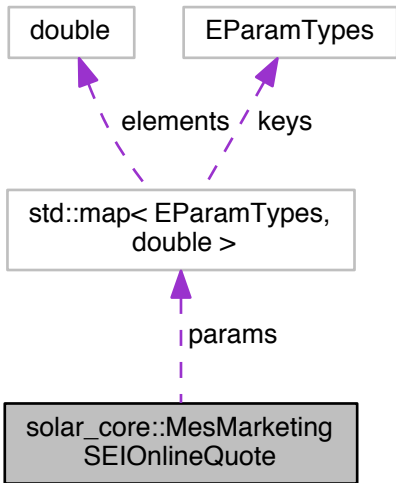 double
EParamTypes
elements
keys
std::map< EParamTypes,
double >
params
solar_core::MesMarketing
SEIOnlineQuote